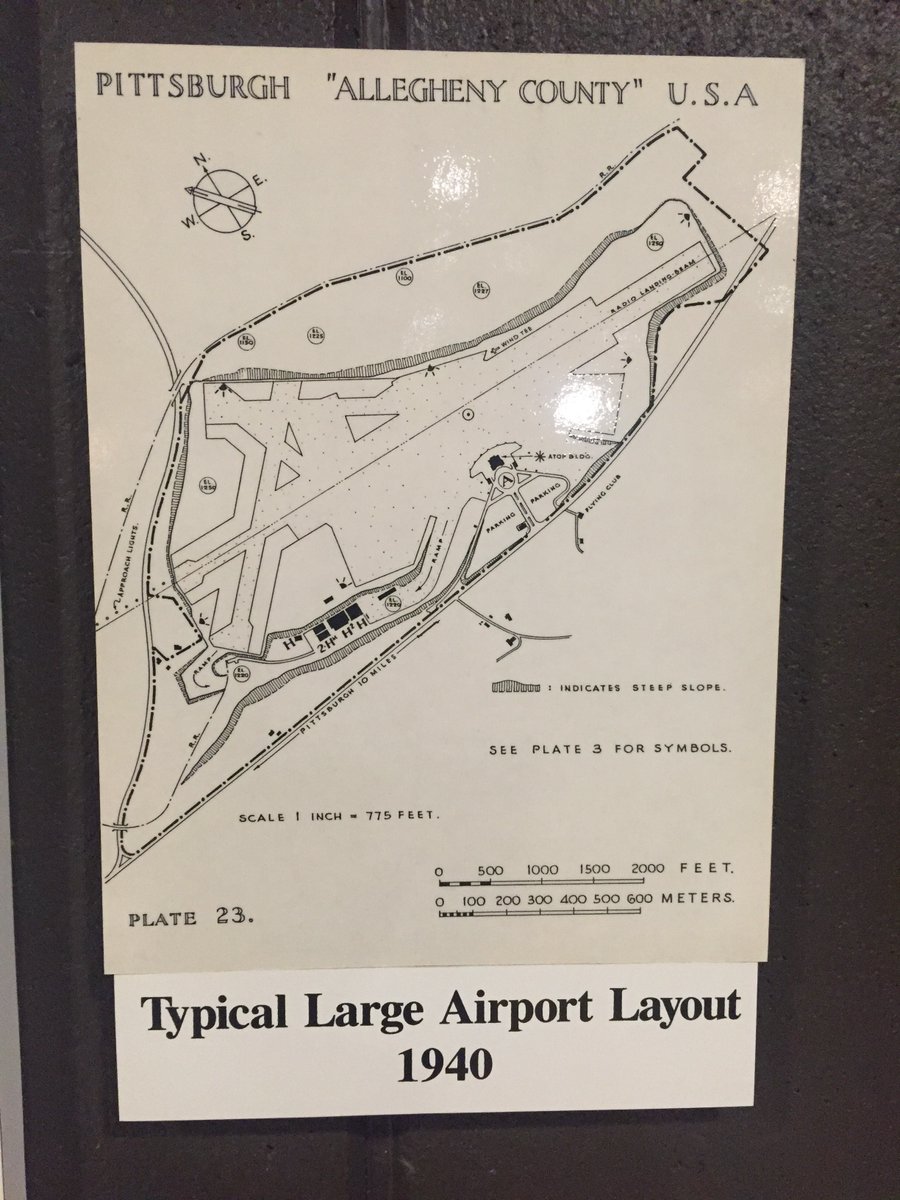 PITTSBURGH "ALLEGHENY COUNTY" U.S.A
N.
E.
W.
S.
R.R.
EL 1250
EL 1100
EL 1227
RADIO LANDING BEAM
EL 1225
EL 1150
WIND TEE
ATOP BLDG.
A
EL 1250
PARKING
PARKING
FLYING CLUB
R.R.
APPROACH LIGHTS.
RAMP
EL 1220
H
2H
H
H
RAMP
EL 1220
PITTSBURGH 10 MILES
R.R.
: INDICATES STEEP SLOPE.
SEE PLATE 3 FOR SYMBOLS.
SCALE 1 INCH = 775 FEET.
0 500 1000 1500 2000 FEET.
0 100 200 300 400 500 600 METERS.
PLATE 23.
Typical Large Airport Layout
1940